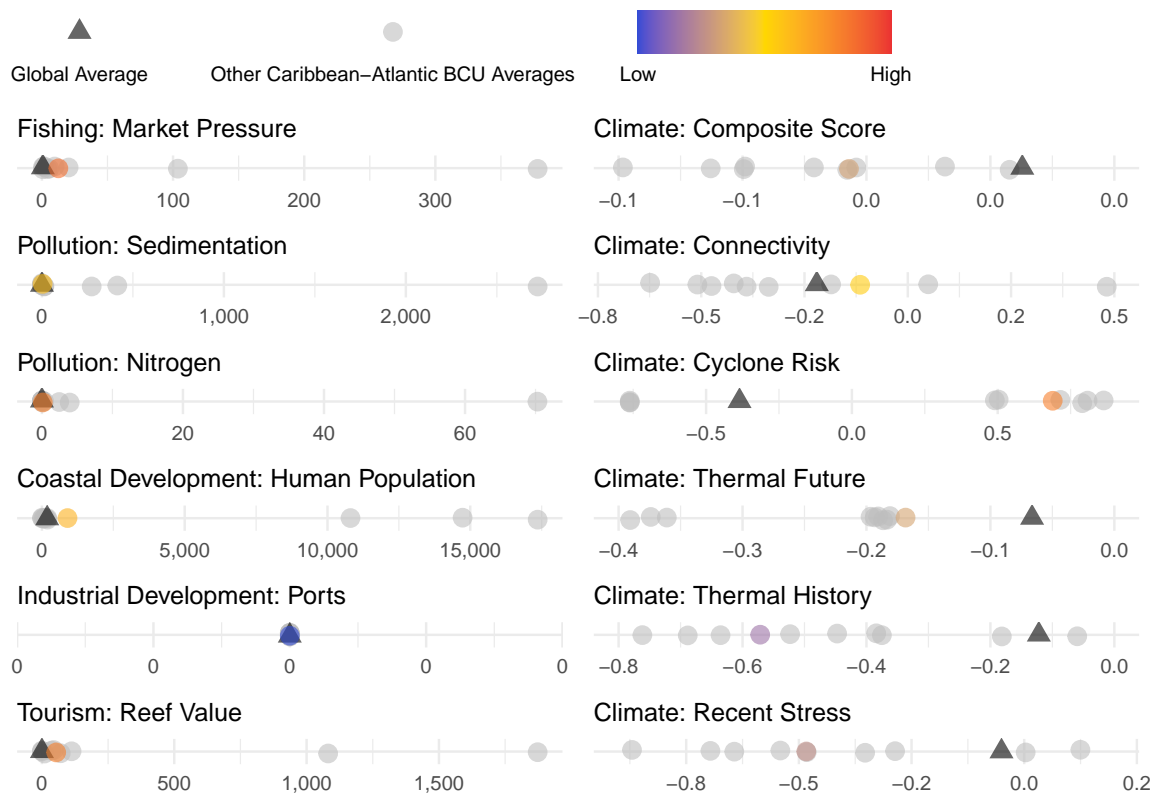 Global Average
Other Caribbean−Atlantic BCU Averages
Low
High
Fishing: Market Pressure
0 100 200 300
Pollution: Sedimentation
0 1,000 2,000
Pollution: Nitrogen
0 20 40 60
Coastal Development: Human Population
0 5,000 10,000 15,000
Industrial Development: Ports
0 0 0 0 0
Tourism: Reef Value
0 500 1,000 1,500
Climate: Composite Score
−0.1 −0.1 0.0 0.0 0.0
Climate: Connectivity
−0.8 −0.5 −0.2 0.0 0.2 0.5
Climate: Cyclone Risk
−0.5 0.0 0.5
Climate: Thermal Future
−0.4 −0.3 −0.2 −0.1 0.0
Climate: Thermal History
−0.8 −0.6 −0.4 −0.2 0.0
Climate: Recent Stress
−0.8 −0.5 −0.2 0.0 0.2